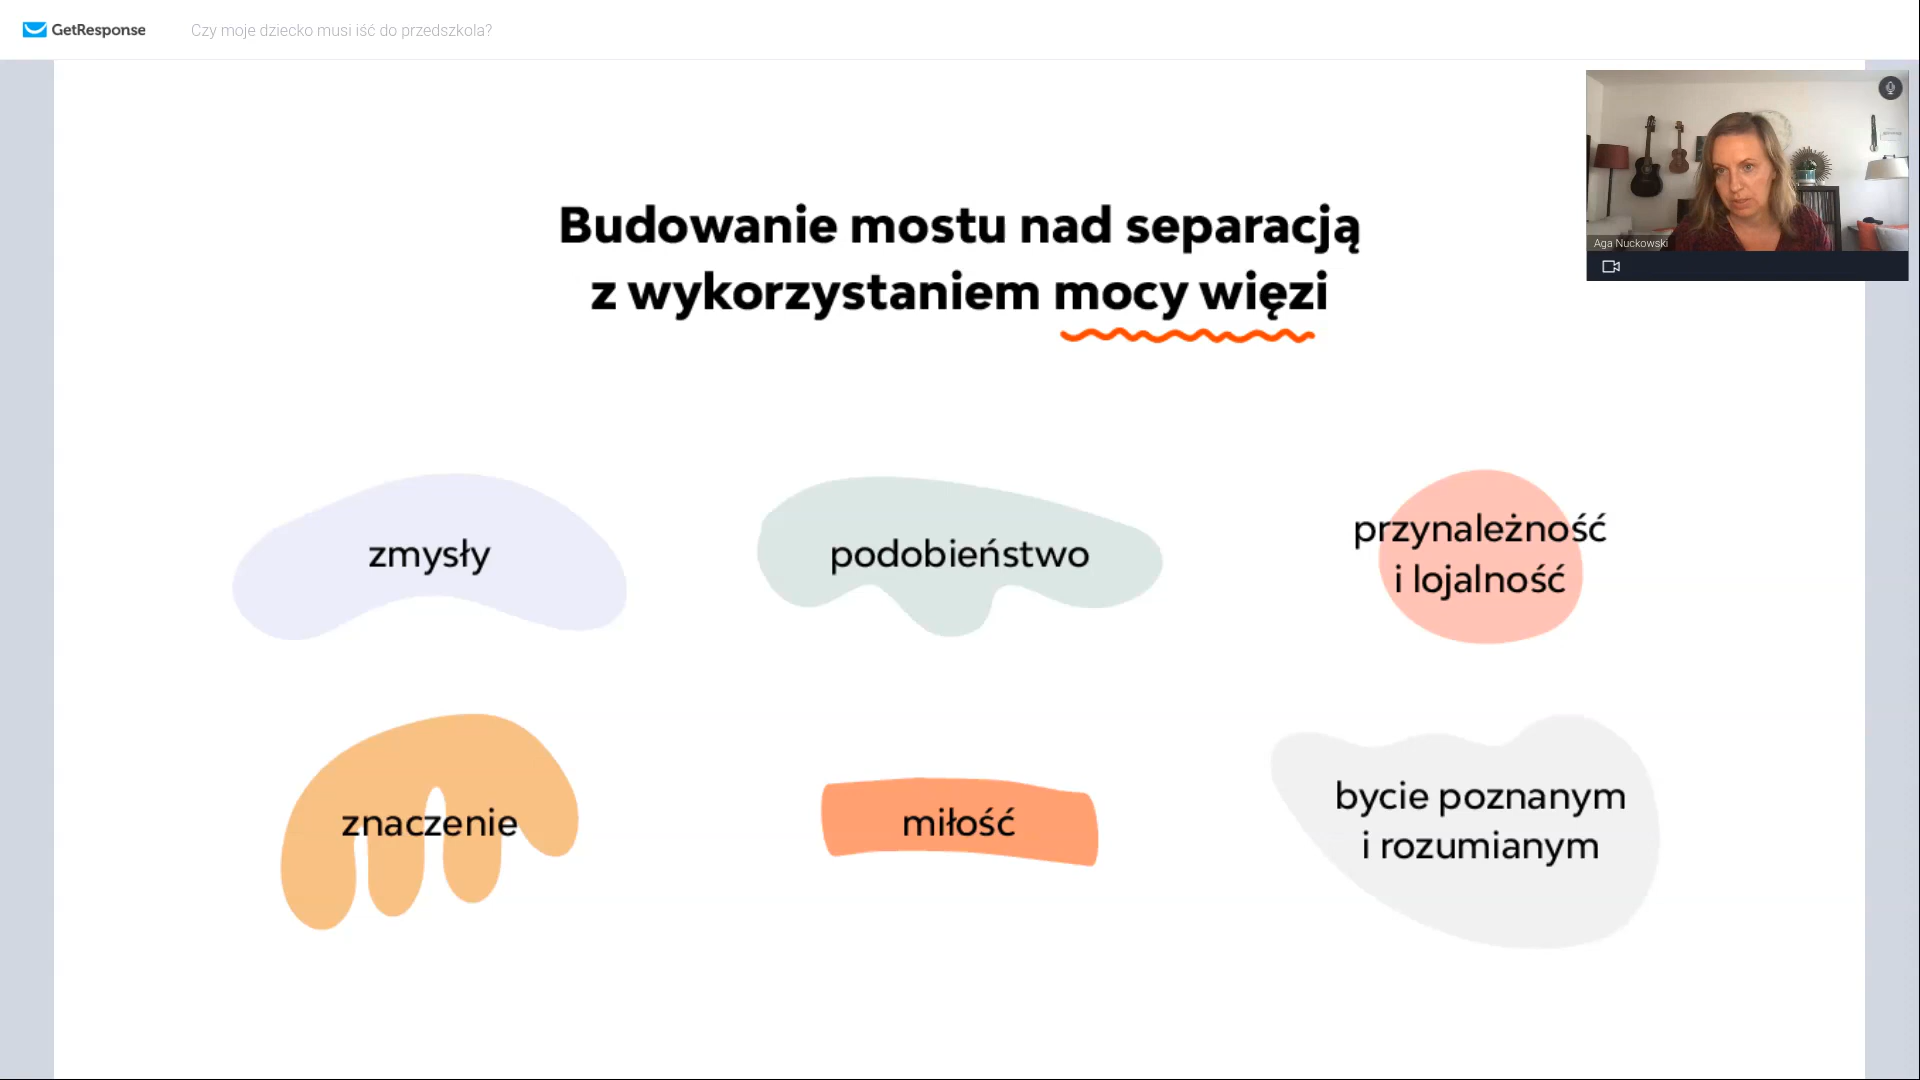 GetResponse
Czy moje dziecko musi iść do przedszkola?
Aga Nuckowski
Budowanie mostu nad separacją
z wykorzystaniem mocy więzi
zmysły
podobieństwo
przynależność
i lojalność
znaczenie
miłość
bycie poznanym
i rozumianym